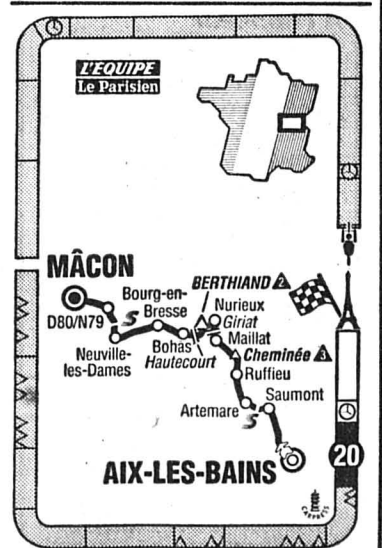 L'EQUIPE
Le Parisien
MÂCON
D80/N79
S
Neuville-
les-Dames
Bourg-en-
Bresse
Bohas
Hautecourt
BERTHIAND 2
Nurieux
Giriat
Maillat
Cheminée 3
Ruffieu
Saumont
Artemare
S
AIX-LES-BAINS
20
CARPRESS